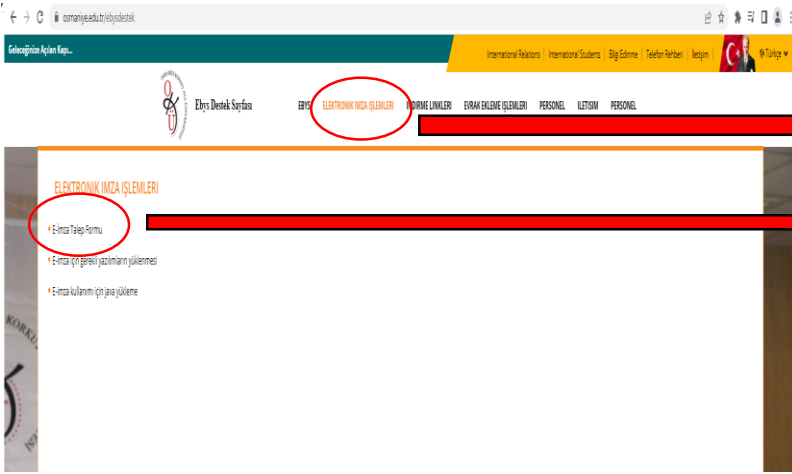 osmaniye.edu.tr/ebysdestek
Geleceğinize Açılan Kapı...
International Relations | International Students | Bilgi Edinme | Telefon Rehberi | İletişim |
Türkçe
Ebys Destek Sayfası
EBYS ELEKTRONIK IMZA IŞLEMLERI INDIRME LINKLERI EVRAK EKLEME IŞLEMLERI PERSONEL ILETISIM PERSONEL
ELEKTRONIK IMZA IŞLEMLERI
E-İmza Talep Formu
E-imza için gerekli yazılımların yüklenmesi
E-imza kullanımı için java yükleme
KORKU